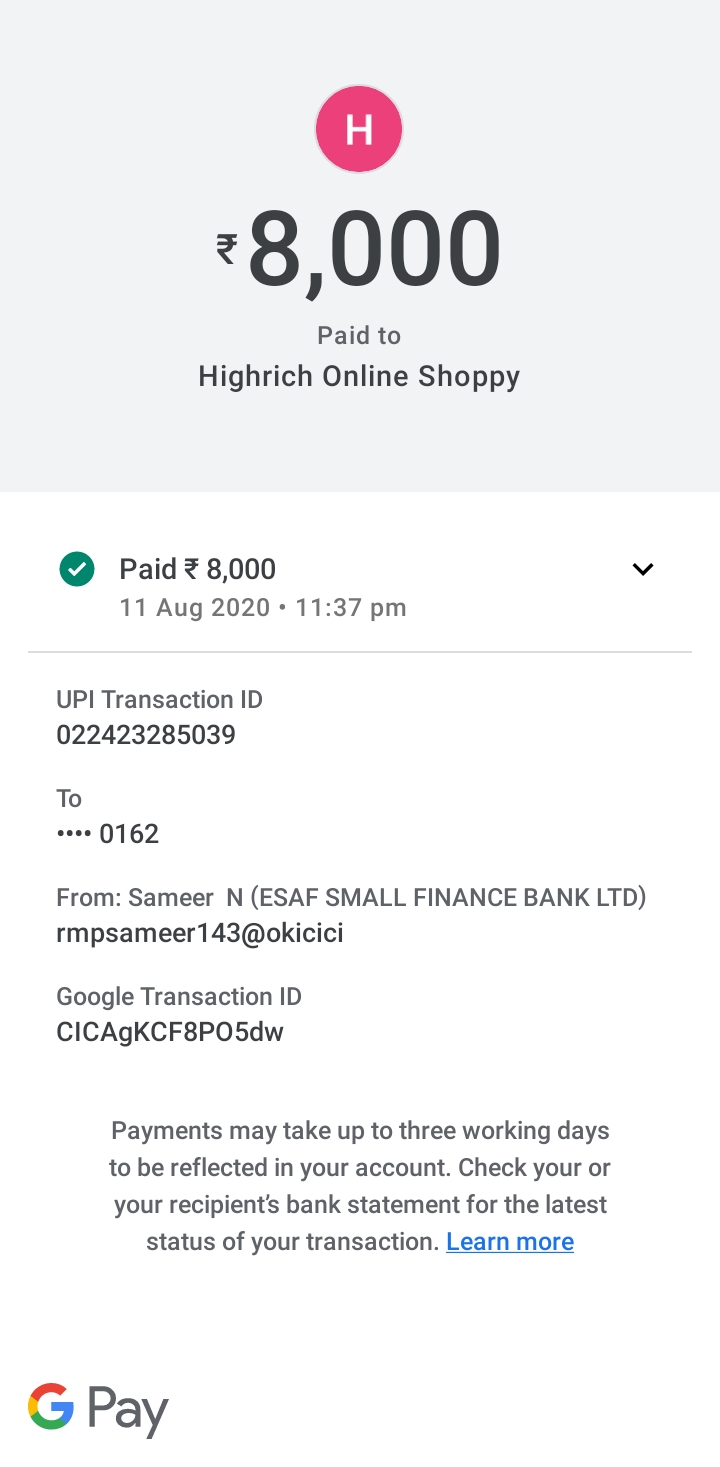 H
₹8,000
Paid to
Highrich Online Shoppy
Paid ₹ 8,000
11 Aug 2020 • 11:37 pm
UPI Transaction ID
022423285039
To
•••• 0162
From: Sameer  N (ESAF SMALL FINANCE BANK LTD)
rmpsameer143@okicici
Google Transaction ID
CICAgKCF8PO5dw
Payments may take up to three working days
to be reflected in your account. Check your or
your recipient's bank statement for the latest
status of your transaction. Learn more
G Pay